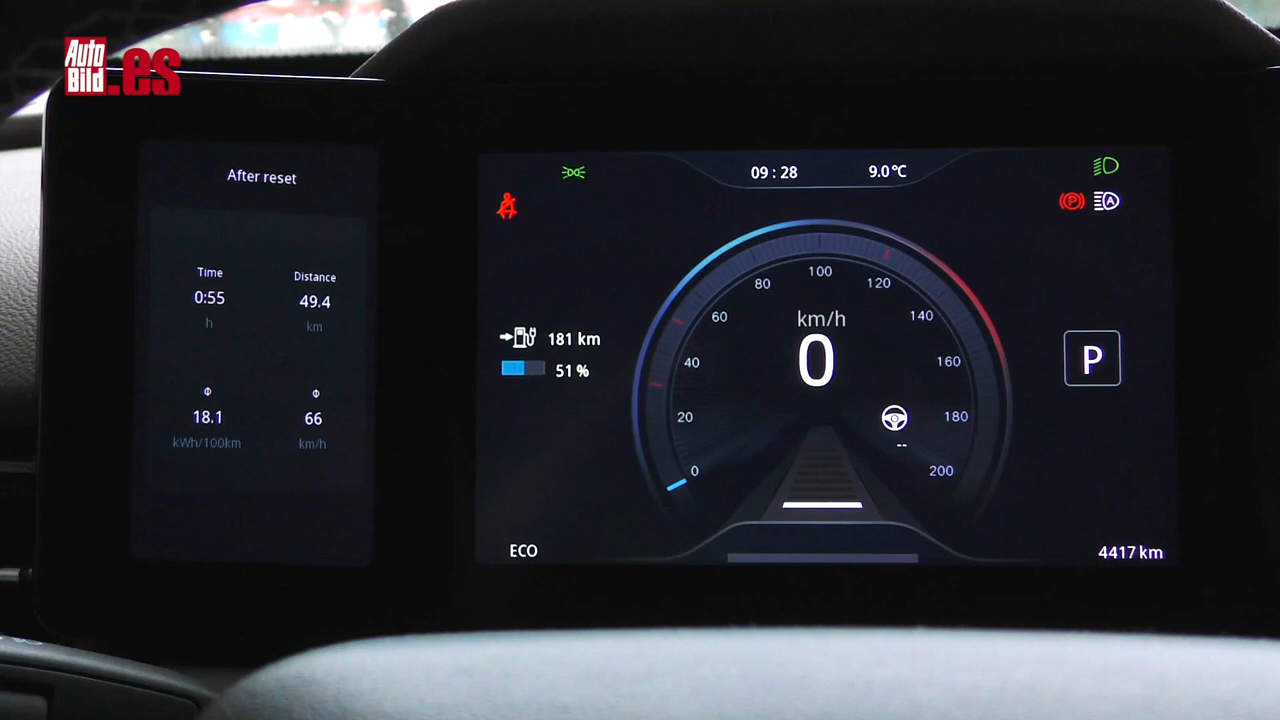 Auto
Bild.es
After reset
Time
Distance
0:55
49.4
h
km
Φ
Φ
18.1
66
kWh/100km
km/h
09 : 28
9.0°C
P
A
181 km
51 %
0
20
40
60
80
100
120
140
160
180
200
km/h
0
--
P
ECO
4417 km